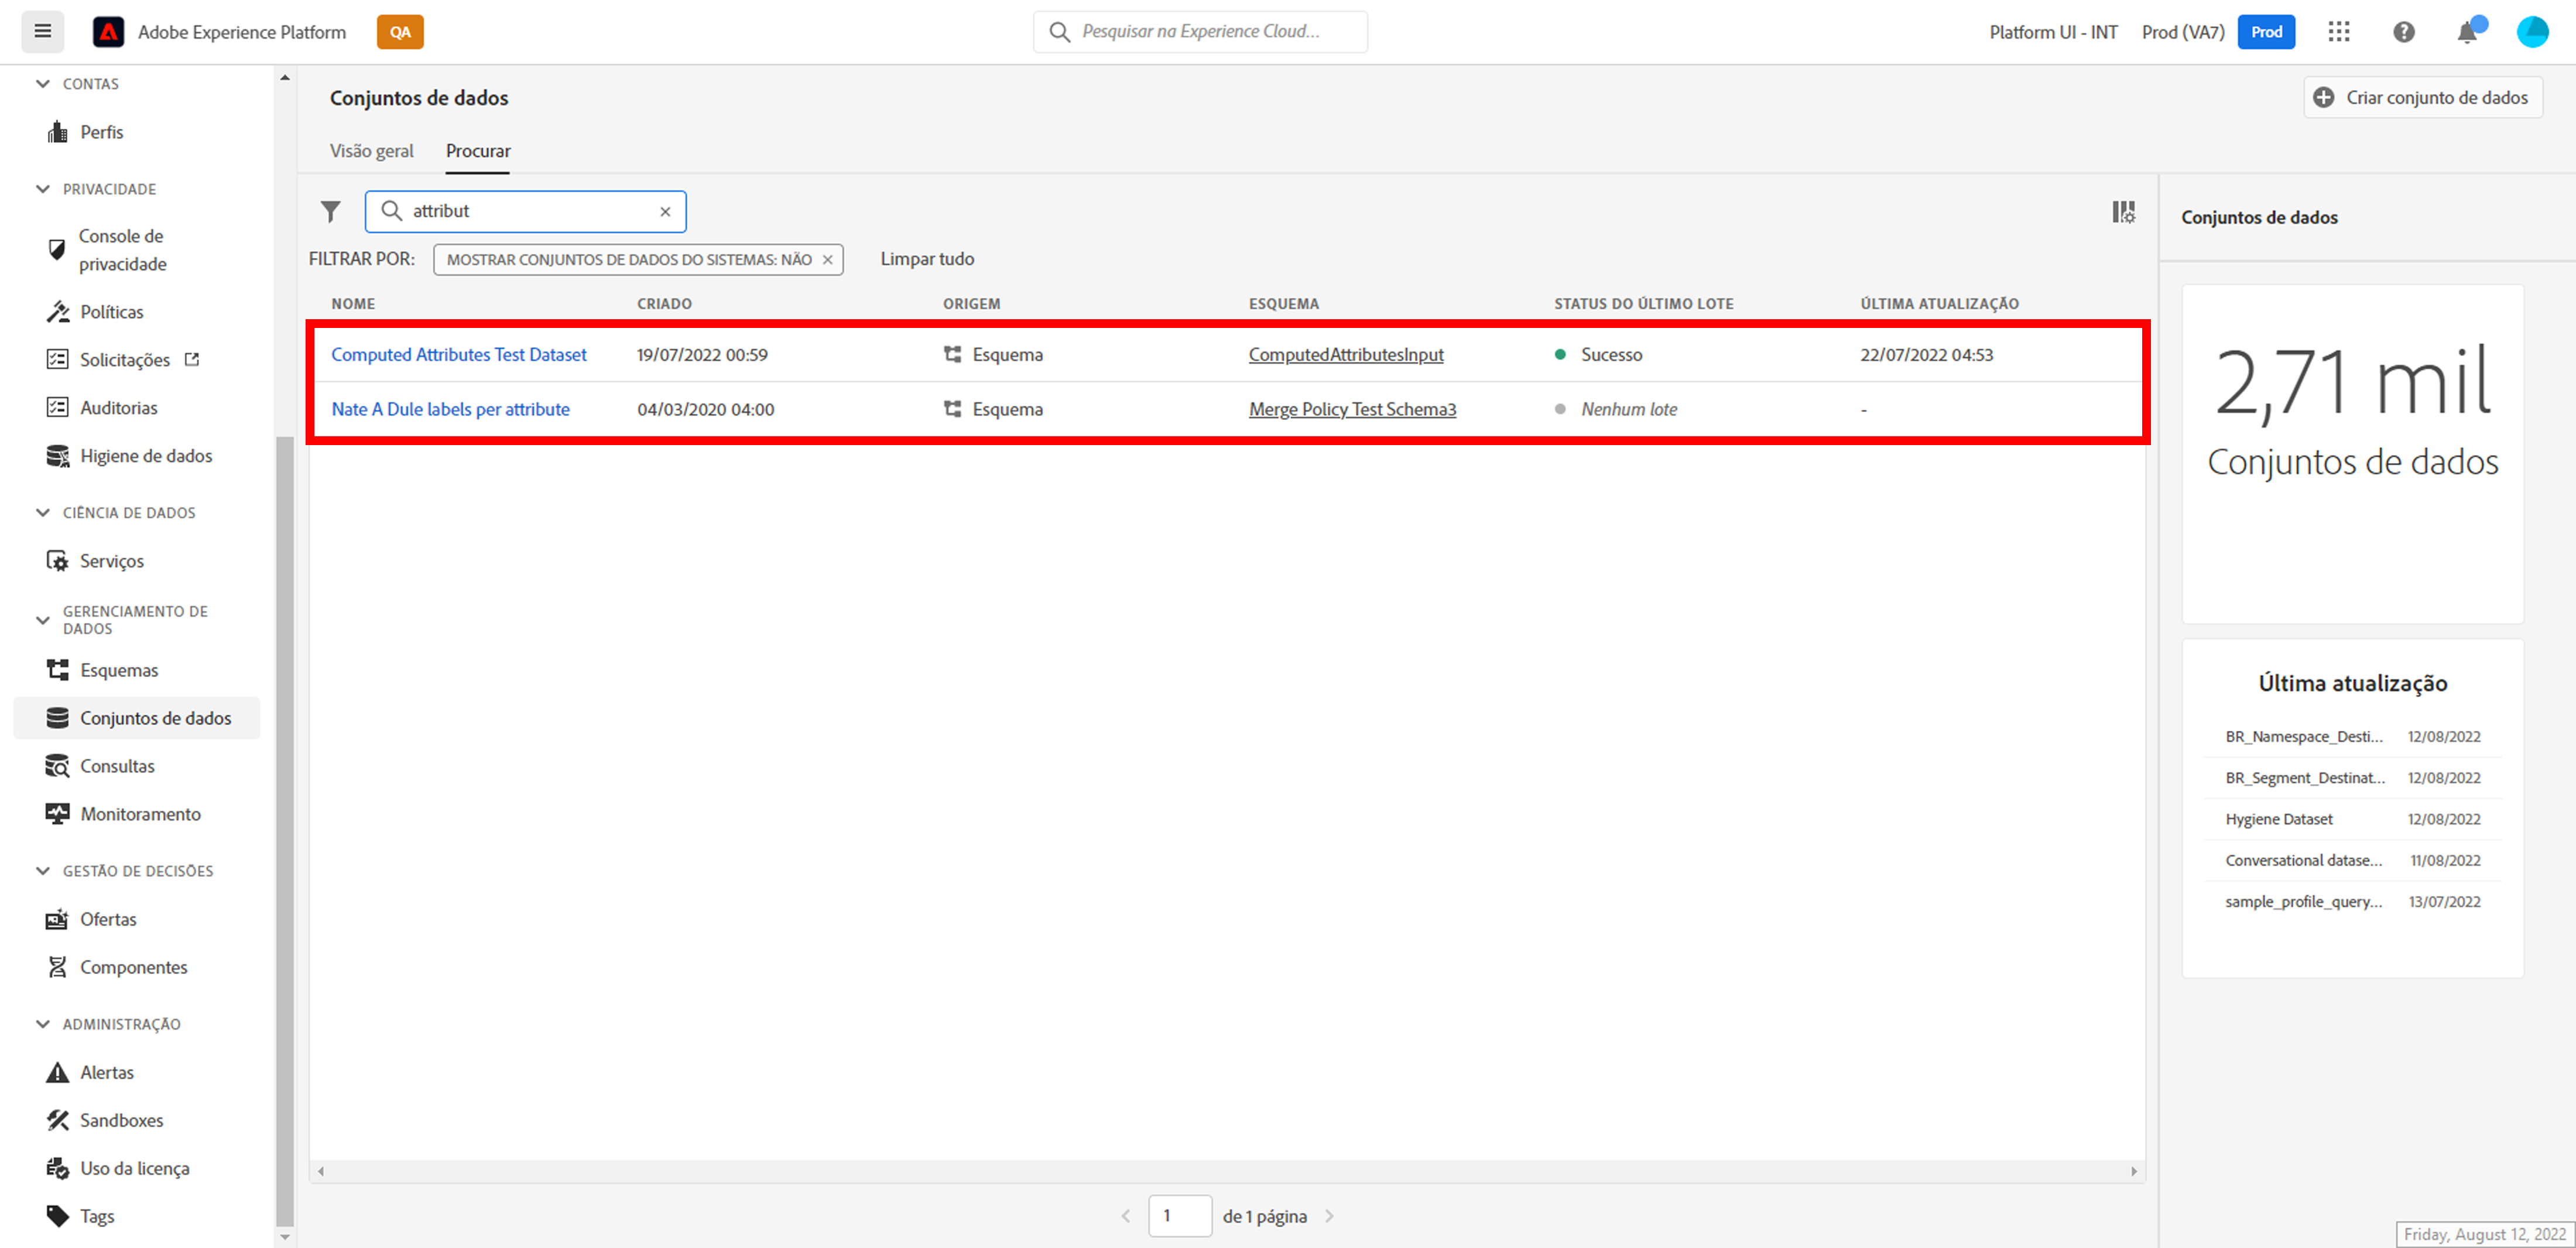 Adobe Experience Platform
QA
Pesquisar na Experience Cloud...
Platform UI - INT
Prod (VA7)
Prod
CONTAS
Perfis
PRIVACIDADE
Console de
privacidade
Políticas
Solicitações
Auditorias
Higiene de dados
CIÊNCIA DE DADOS
Serviços
GERENCIAMENTO DE
DADOS
Esquemas
Conjuntos de dados
Consultas
Monitoramento
GESTÃO DE DECISÕES
Ofertas
Componentes
ADMINISTRAÇÃO
Alertas
Sandboxes
Uso da licença
Tags
Conjuntos de dados
Criar conjunto de dados
Visão geral
Procurar
attribut
FILTRAR POR:
MOSTRAR CONJUNTOS DE DADOS DO SISTEMAS: NÃO
Limpar tudo
NOME CRIADO ORIGEM ESQUEMA STATUS DO ÚLTIMO LOTE ÚLTIMA ATUALIZAÇÃO
Computed Attributes Test Dataset 19/07/2022 00:59 Esquema ComputedAttributesInput Sucesso 22/07/2022 04:53
Nate A Dule labels per attribute 04/03/2020 04:00 Esquema Merge Policy Test Schema3 Nenhum lote -
1 de 1 página
Conjuntos de dados
2,71 mil
Conjuntos de dados
Última atualização
BR_Namespace_Desti... 12/08/2022
BR_Segment_Destinat... 12/08/2022
Hygiene Dataset 12/08/2022
Conversational datase... 11/08/2022
sample_profile_query... 13/07/2022
Friday, August 12, 2022